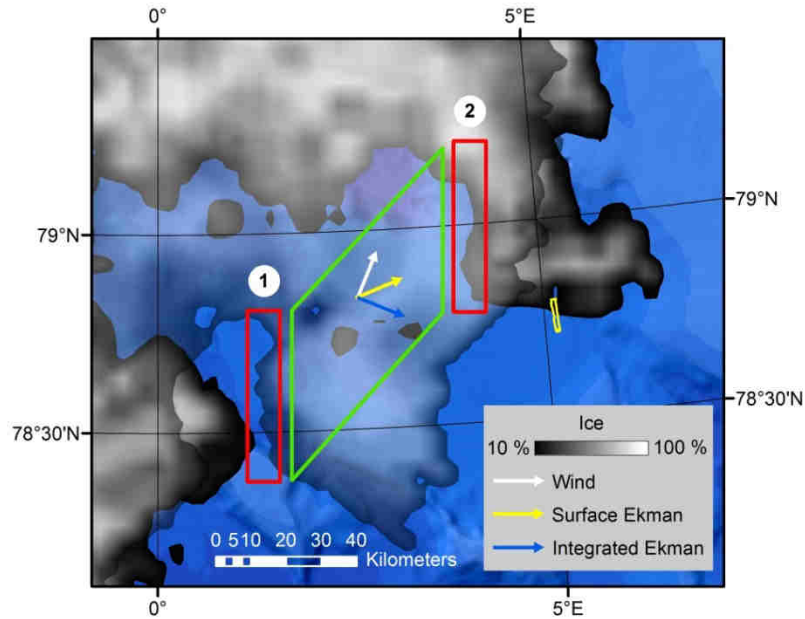 0°
5°E
2
79°N
79°N
1
78°30'N
78°30'N
Ice
10 %
100 %
Wind
Surface Ekman
Integrated Ekman
0 5 10 20 30 40
Kilometers
0°
5°E